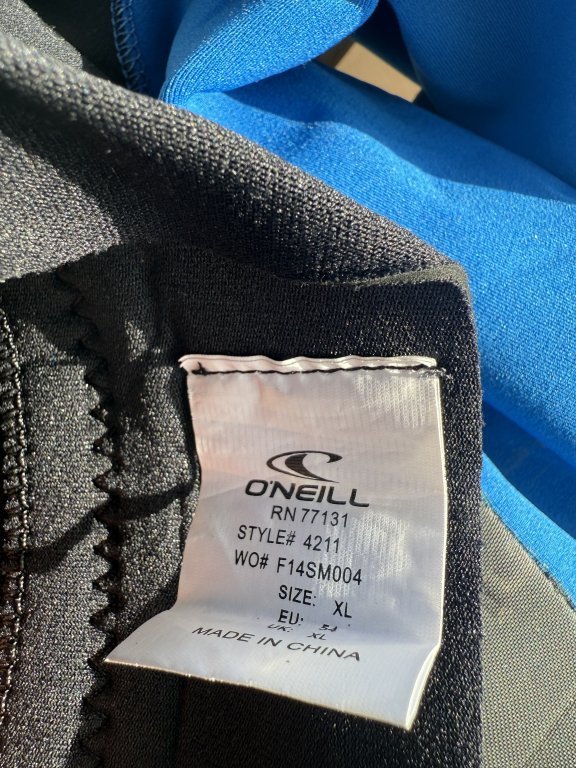 O'NEILL
RN 77131
STYLE# 4211
WO# F14SM004
SIZE: XL
EU:
UK: XL
MADE IN CHINA